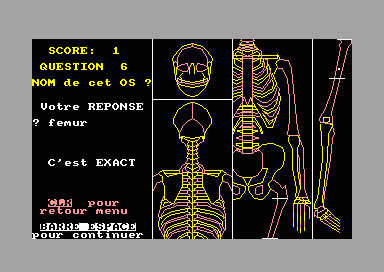 SCORE: 1
QUESTION 6
NOM de cet OS ?
Votre REPONSE
? femur
C'est EXACT
CLR pour
retour menu
BARRE ESPACE
pour continuer